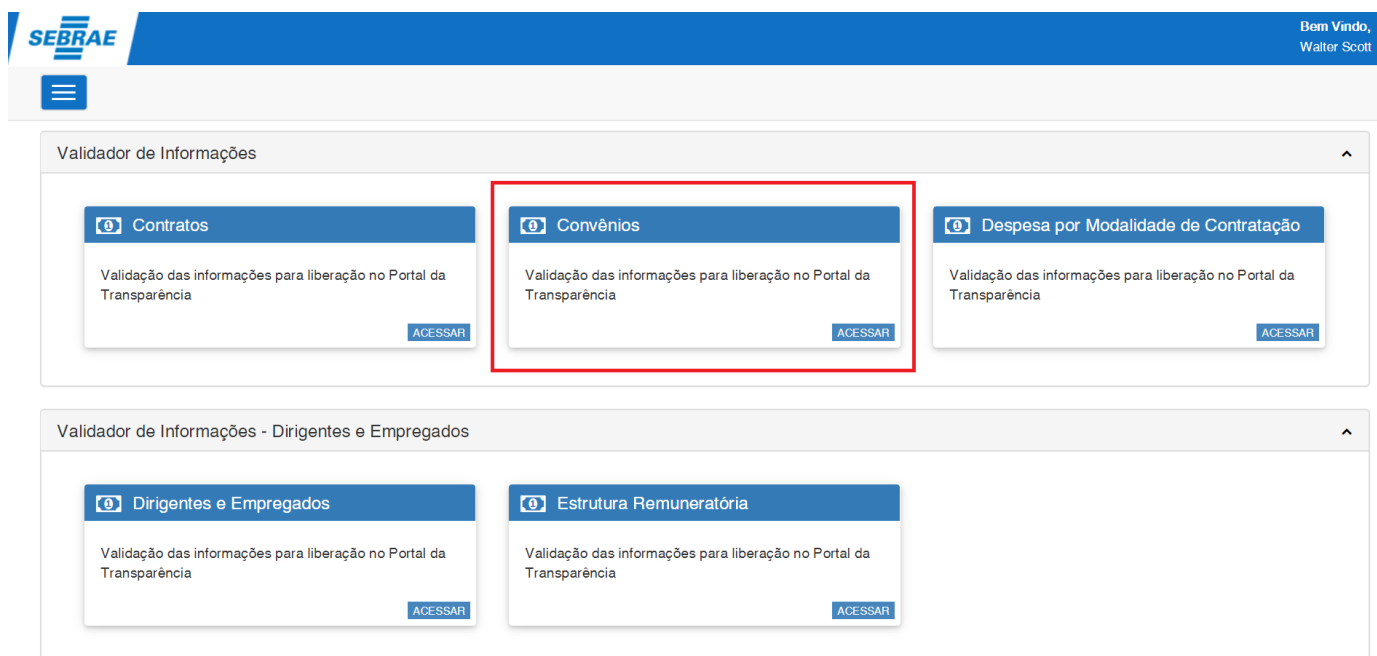 SEBRAE
Bem Vindo,
Walter Scott
Validador de Informações
Contratos
Validação das informações para liberação no Portal da
Transparência
ACESSAR
Convênios
Validação das informações para liberação no Portal da
Transparência
ACESSAR
Despesa por Modalidade de Contratação
Validação das informações para liberação no Portal da
Transparência
ACESSAR
Validador de Informações - Dirigentes e Empregados
Dirigentes e Empregados
Validação das informações para liberação no Portal da
Transparência
ACESSAR
Estrutura Remuneratória
Validação das informações para liberação no Portal da
Transparência
ACESSAR